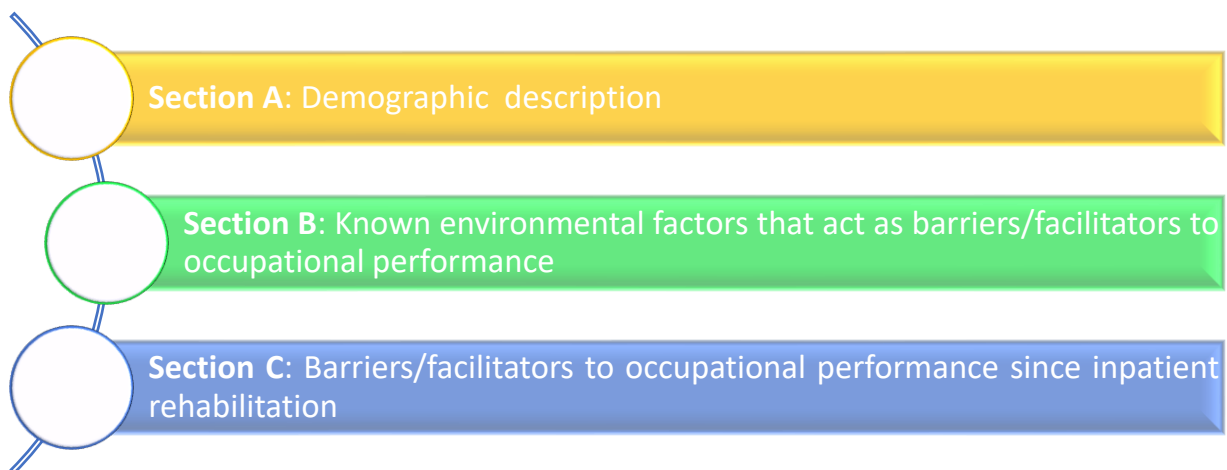 Section A: Demographic description
Section B: Known environmental factors that act as barriers/facilitators to
occupational performance
Section C: Barriers/facilitators to occupational performance since inpatient
rehabilitation